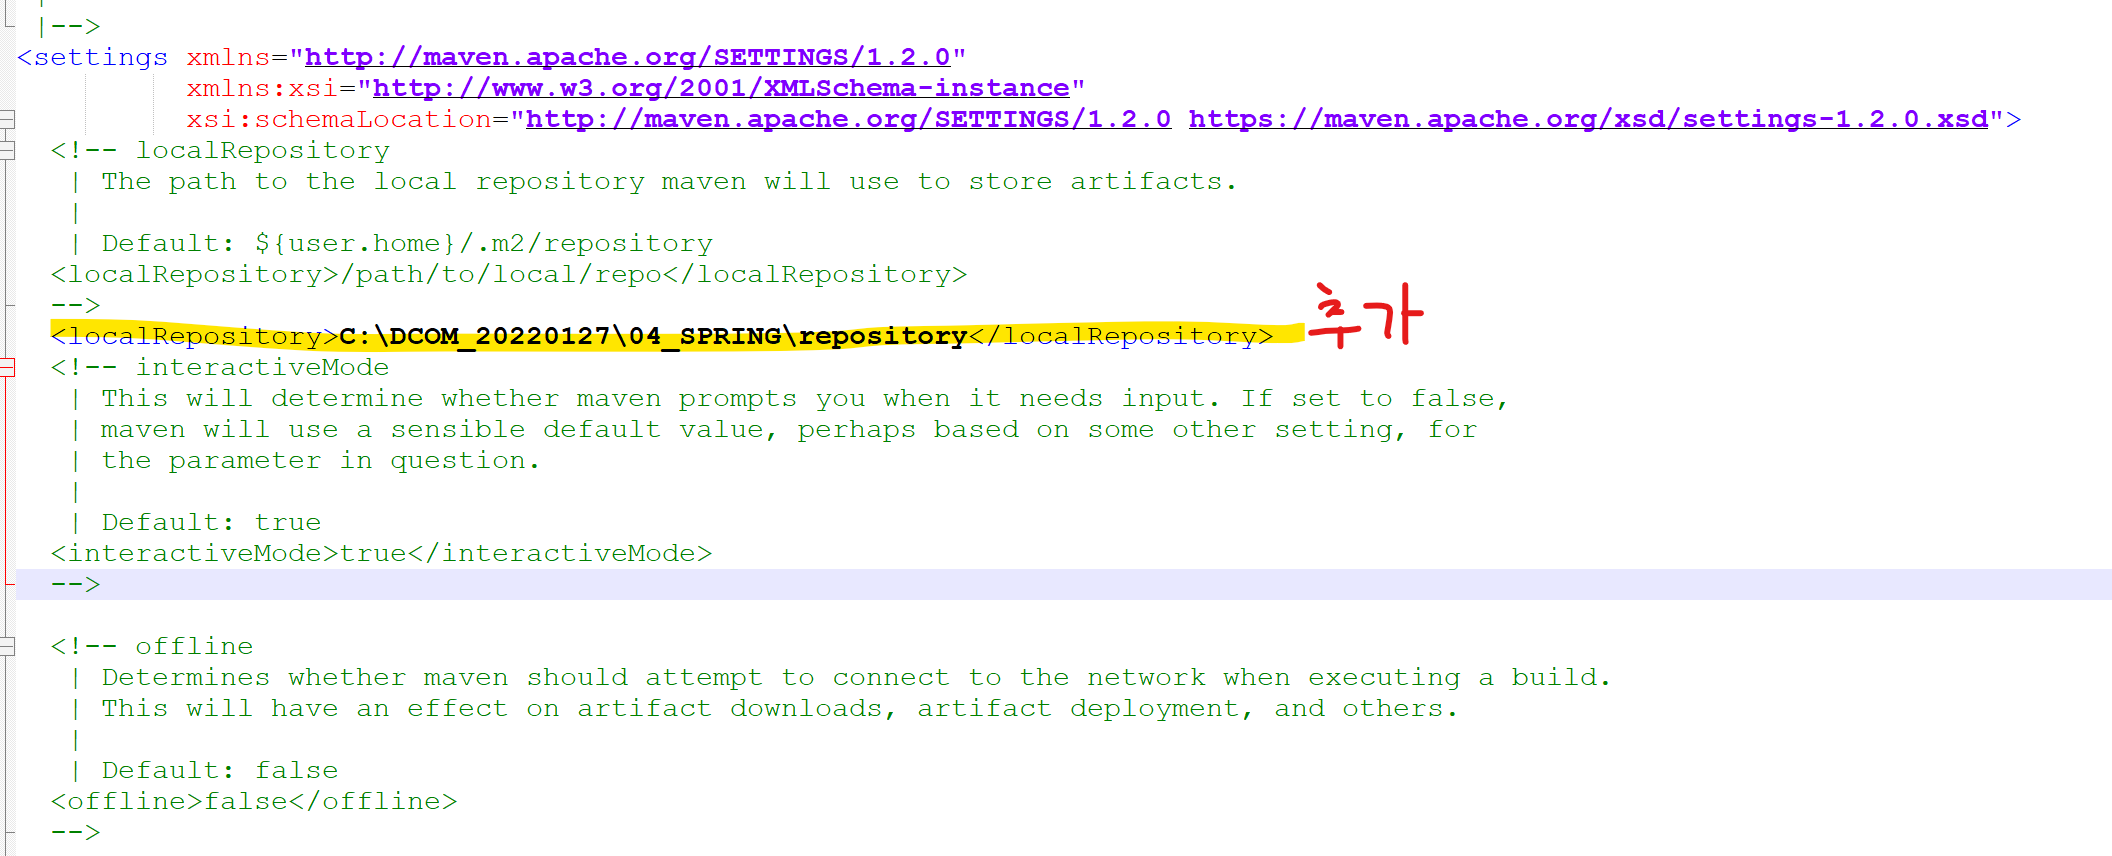 |
|-->
<settings xmlns="http://maven.apache.org/SETTINGS/1.2.0"
xmlns:xsi="http://www.w3.org/2001/XMLSchema-instance"
xsi:schemaLocation="http://maven.apache.org/SETTINGS/1.2.0 https://maven.apache.org/xsd/settings-1.2.0.xsd">
<!-- localRepository
| The path to the local repository maven will use to store artifacts.
|
| Default: ${user.home}/.m2/repository
<localRepository>/path/to/local/repo</localRepository>
-->
<localRepository>C:\DCOM_20220127\04_SPRING\repository</localRepository> 추가
<!-- interactiveMode
| This will determine whether maven prompts you when it needs input. If set to false,
| maven will use a sensible default value, perhaps based on some other setting, for
| the parameter in question.
|
| Default: true
<interactiveMode>true</interactiveMode>
-->
<!-- offline
| Determines whether maven should attempt to connect to the network when executing a build.
| This will have an effect on artifact downloads, artifact deployment, and others.
|
| Default: false
<offline>false</offline>
-->